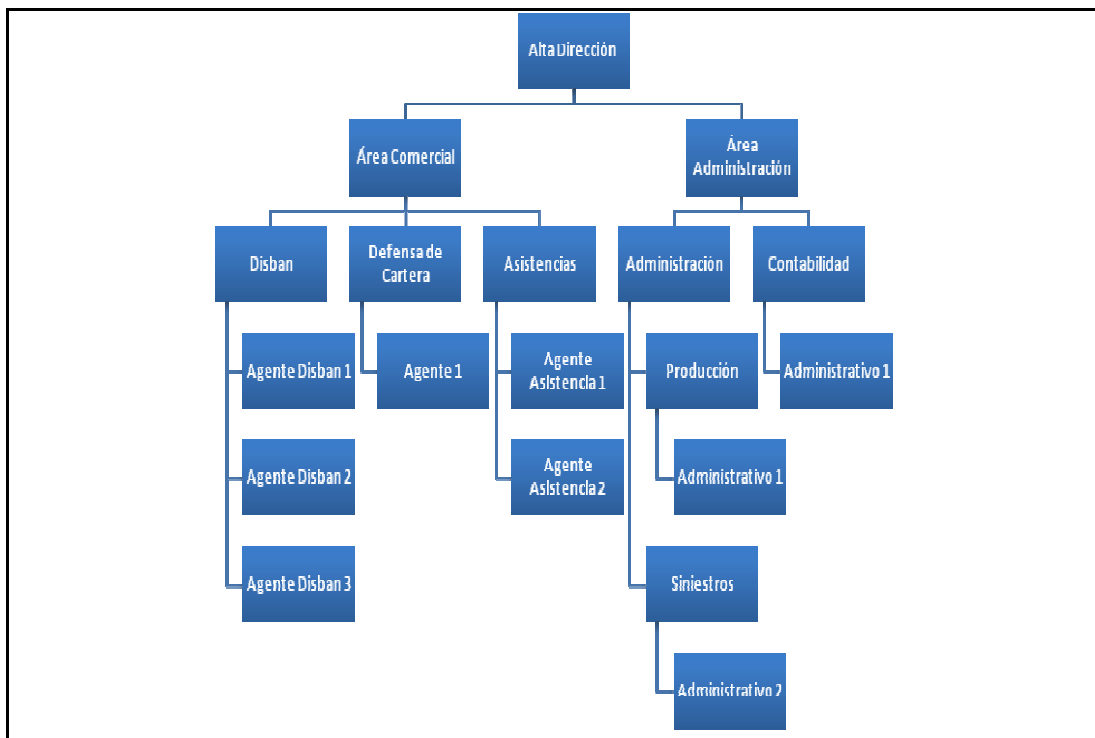 Alta Dirección
Área Comercial
Área
Administración
Disban
Defensa de
Cartera
Asistencias
Administración
Contabilidad
Agente Disban 1
Agente 1
Agente
Asistencia 1
Producción
Administrativo 1
Agente Disban 2
Agente
Asistencia 2
Administrativo 1
Agente Disban 3
Siniestros
Administrativo 2